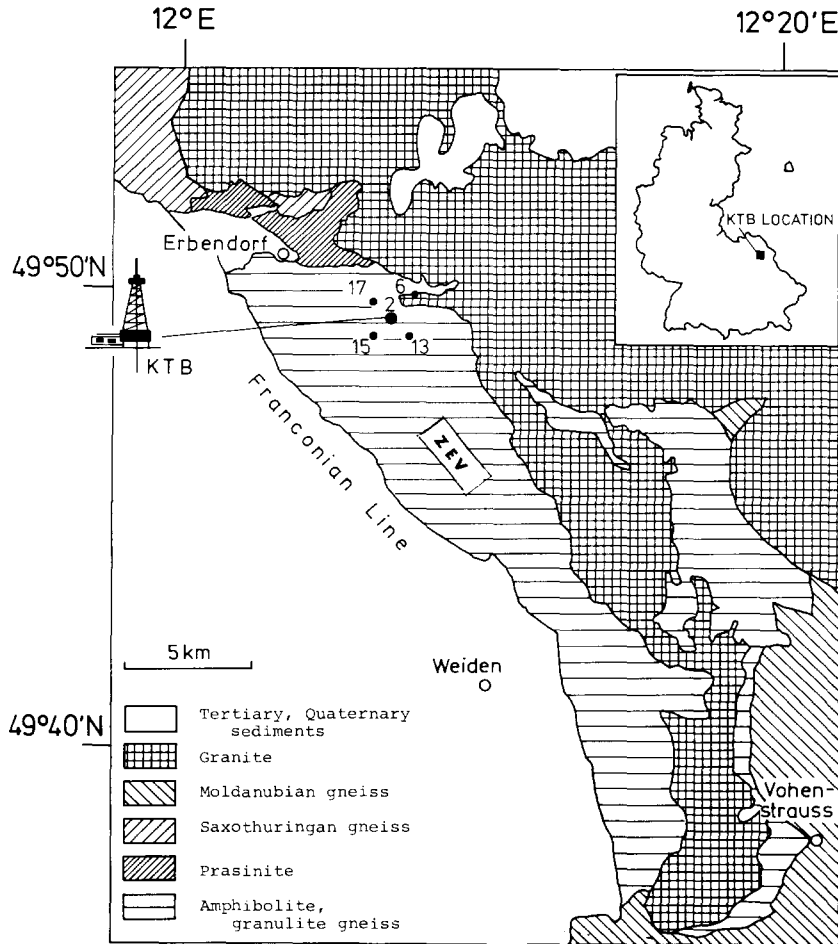 12°E
12°20'E
KTB LOCATION
Erbendorf
49°50'N
17
6
2
15
13
KTB
Franconian Line
ZEV
5km
Weiden
49°40'N
Tertiary, Quaternary
sediments
Granite
Moldanubian gneiss
Saxothuringan gneiss
Prasinite
Amphibolite,
granulite gneiss
Vohen-
strauss